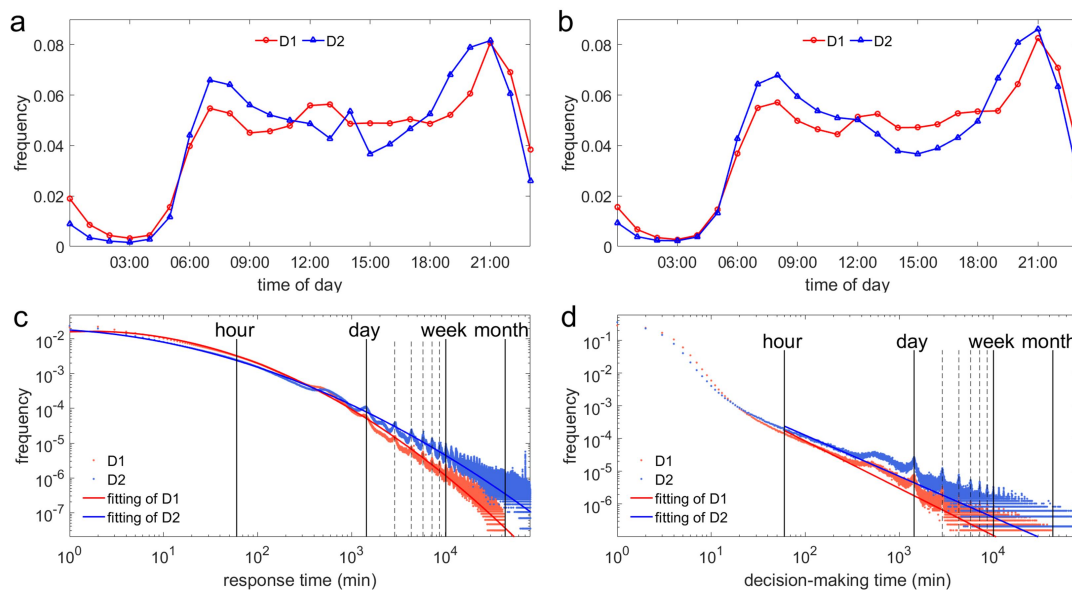 a
D1 D2
0.08
0.06
0.04
0.02
0
frequency
03:00 06:00 09:00 12:00 15:00 18:00 21:00
time of day
b
D1 D2
0.08
0.06
0.04
0.02
0
frequency
03:00 06:00 09:00 12:00 15:00 18:00 21:00
time of day
c
hour day week month
10^-2
10^-3
10^-4
10^-5
10^-6
10^-7
frequency
D1
D2
fitting of D1
fitting of D2
10^0 10^1 10^2 10^3 10^4
response time (min)
d
hour day week month
10^-1
10^-2
10^-3
10^-4
10^-5
10^-6
frequency
D1
D2
fitting of D1
fitting of D2
10^0 10^1 10^2 10^3 10^4
decision-making time (min)